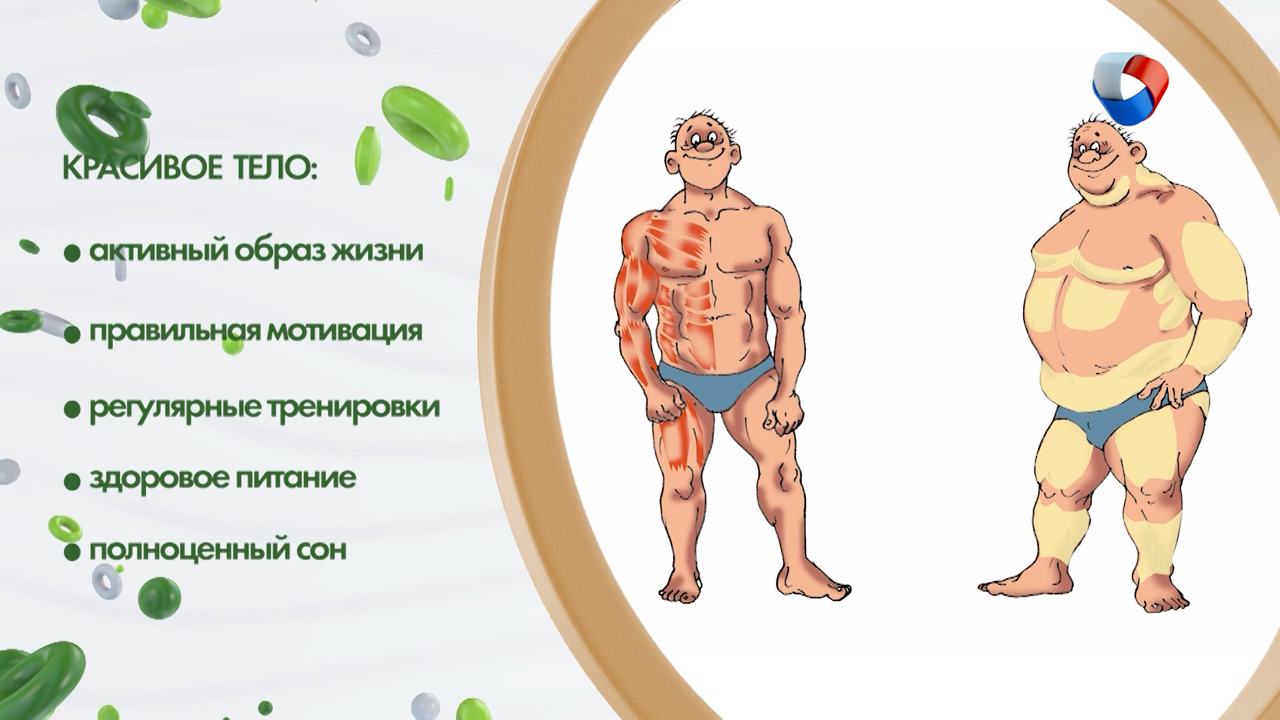 КРАСИВОЕ ТЕЛО:
• активный образ жизни
• правильная мотивация
• регулярные тренировки
• здоровое питание
• полноценный сон